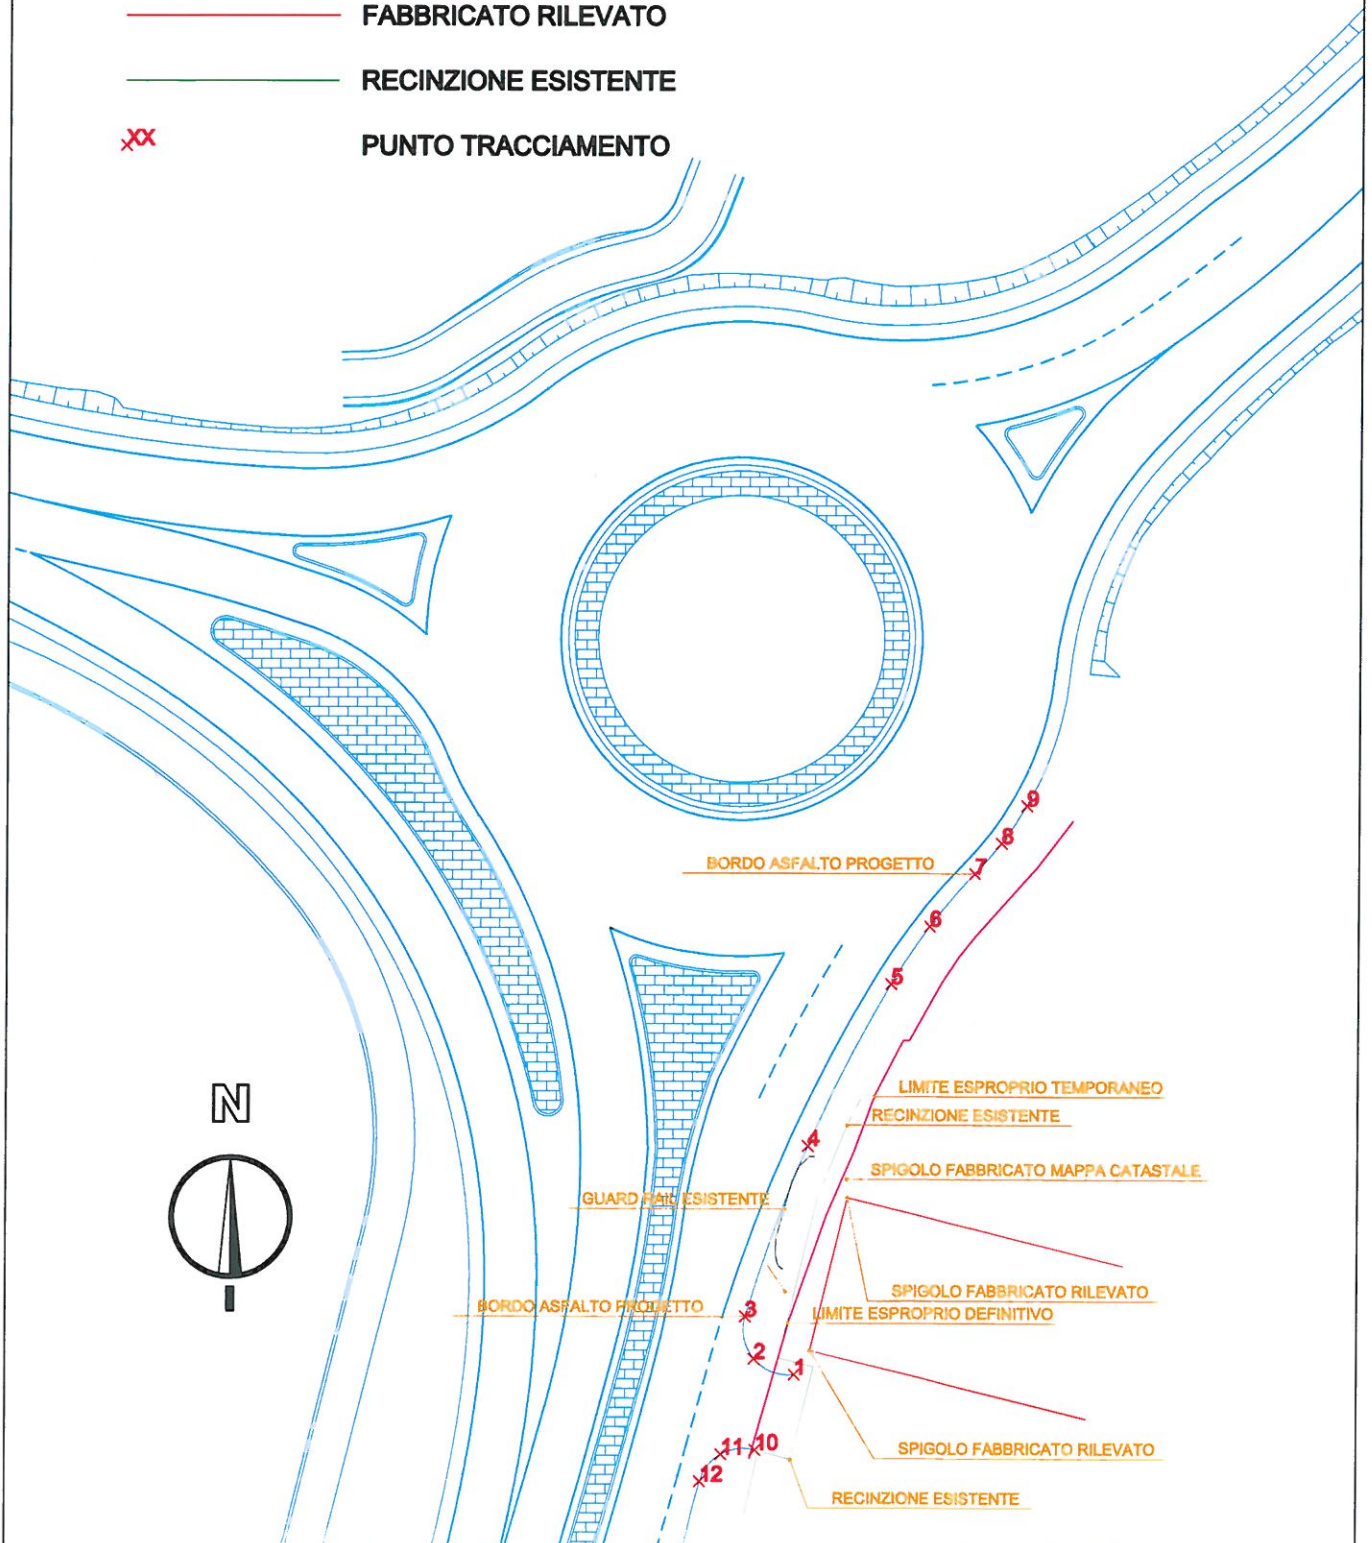 FABBRICATO RILEVATO
RECINZIONE ESISTENTE
XX
PUNTO TRACCIAMENTO
9
8
BORDO ASFALTO PROGETTO
7
6
5
N
LIMITE ESPROPRIO TEMPORANEO
RECINZIONE ESISTENTE
4
SPIGOLO FABBRICATO MAPPA CATASTALE
GUARD RAIL ESISTENTE
SPIGOLO FABBRICATO RILEVATO
BORDO ASFALTO PROGETTO
3
LIMITE ESPROPRIO DEFINITIVO
2
1
11
10
SPIGOLO FABBRICATO RILEVATO
12
RECINZIONE ESISTENTE